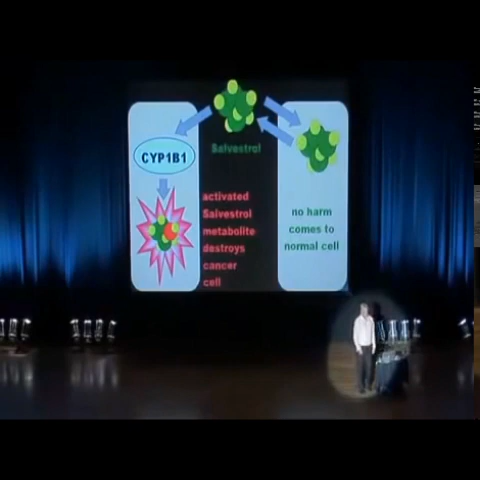 Salvestrol
CYP1B1
activated
Salvestrol
metabolite
destroys
cancer
cell
no harm
comes to
normal cell